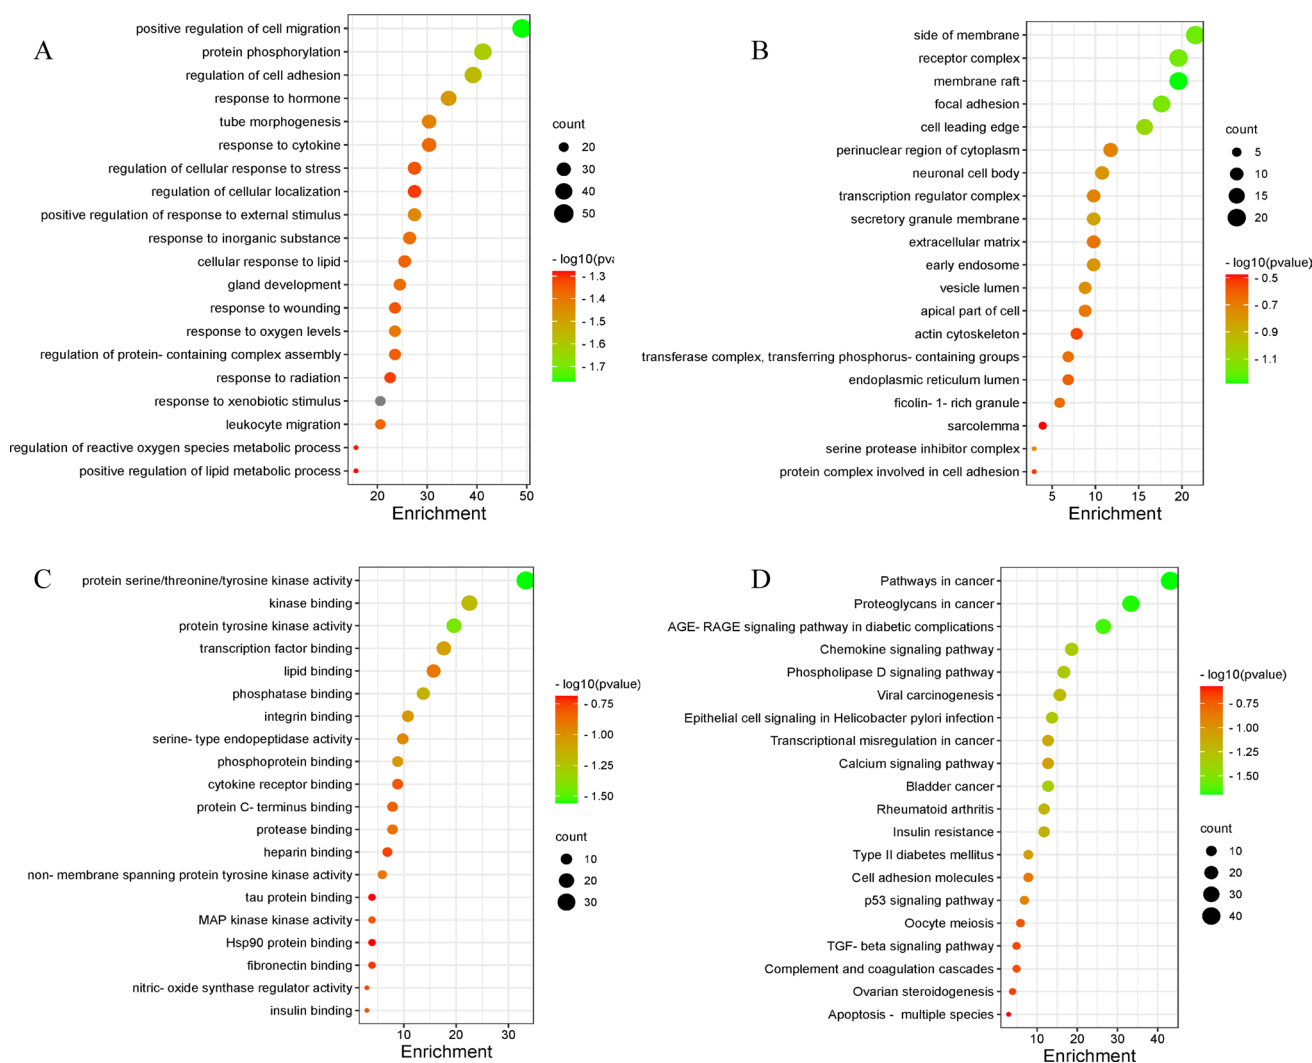 A
positive regulation of cell migration
protein phosphorylation
regulation of cell adhesion
response to hormone
tube morphogenesis
response to cytokine
regulation of cellular response to stress
regulation of cellular localization
positive regulation of response to external stimulus
response to inorganic substance
cellular response to lipid
gland development
response to wounding
response to oxygen levels
regulation of protein- containing complex assembly
response to radiation
response to xenobiotic stimulus
leukocyte migration
regulation of reactive oxygen species metabolic process
positive regulation of lipid metabolic process
20 30 40 50
Enrichment
count
20
30
40
50
- log10(pva
- 1.3
- 1.4
- 1.5
- 1.6
- 1.7
B
side of membrane
receptor complex
membrane raft
focal adhesion
cell leading edge
perinuclear region of cytoplasm
neuronal cell body
transcription regulator complex
secretory granule membrane
extracellular matrix
early endosome
vesicle lumen
apical part of cell
actin cytoskeleton
transferase complex, transferring phosphorus- containing groups
endoplasmic reticulum lumen
ficolin- 1- rich granule
sarcolemma
serine protease inhibitor complex
protein complex involved in cell adhesion
5 10 15 20
Enrichment
count
5
10
15
20
- log10(pvalue)
- 0.5
- 0.7
- 0.9
- 1.1
C
protein serine/threonine/tyrosine kinase activity
kinase binding
protein tyrosine kinase activity
transcription factor binding
lipid binding
phosphatase binding
integrin binding
serine- type endopeptidase activity
phosphoprotein binding
cytokine receptor binding
protein C- terminus binding
protease binding
heparin binding
non- membrane spanning protein tyrosine kinase activity
tau protein binding
MAP kinase kinase activity
Hsp90 protein binding
fibronectin binding
nitric- oxide synthase regulator activity
insulin binding
10 20 30
Enrichment
- log10(pvalue)
- 0.75
- 1.00
- 1.25
- 1.50
count
10
20
30
D
Pathways in cancer
Proteoglycans in cancer
AGE- RAGE signaling pathway in diabetic complications
Chemokine signaling pathway
Phospholipase D signaling pathway
Viral carcinogenesis
Epithelial cell signaling in Helicobacter pylori infection
Transcriptional misregulation in cancer
Calcium signaling pathway
Bladder cancer
Rheumatoid arthritis
Insulin resistance
Type II diabetes mellitus
Cell adhesion molecules
p53 signaling pathway
Oocyte meiosis
TGF- beta signaling pathway
Complement and coagulation cascades
Ovarian steroidogenesis
Apoptosis - multiple species
10 20 30 40
Enrichment
- log10(pvalue)
- 0.75
- 1.00
- 1.25
- 1.50
count
10
20
30
40